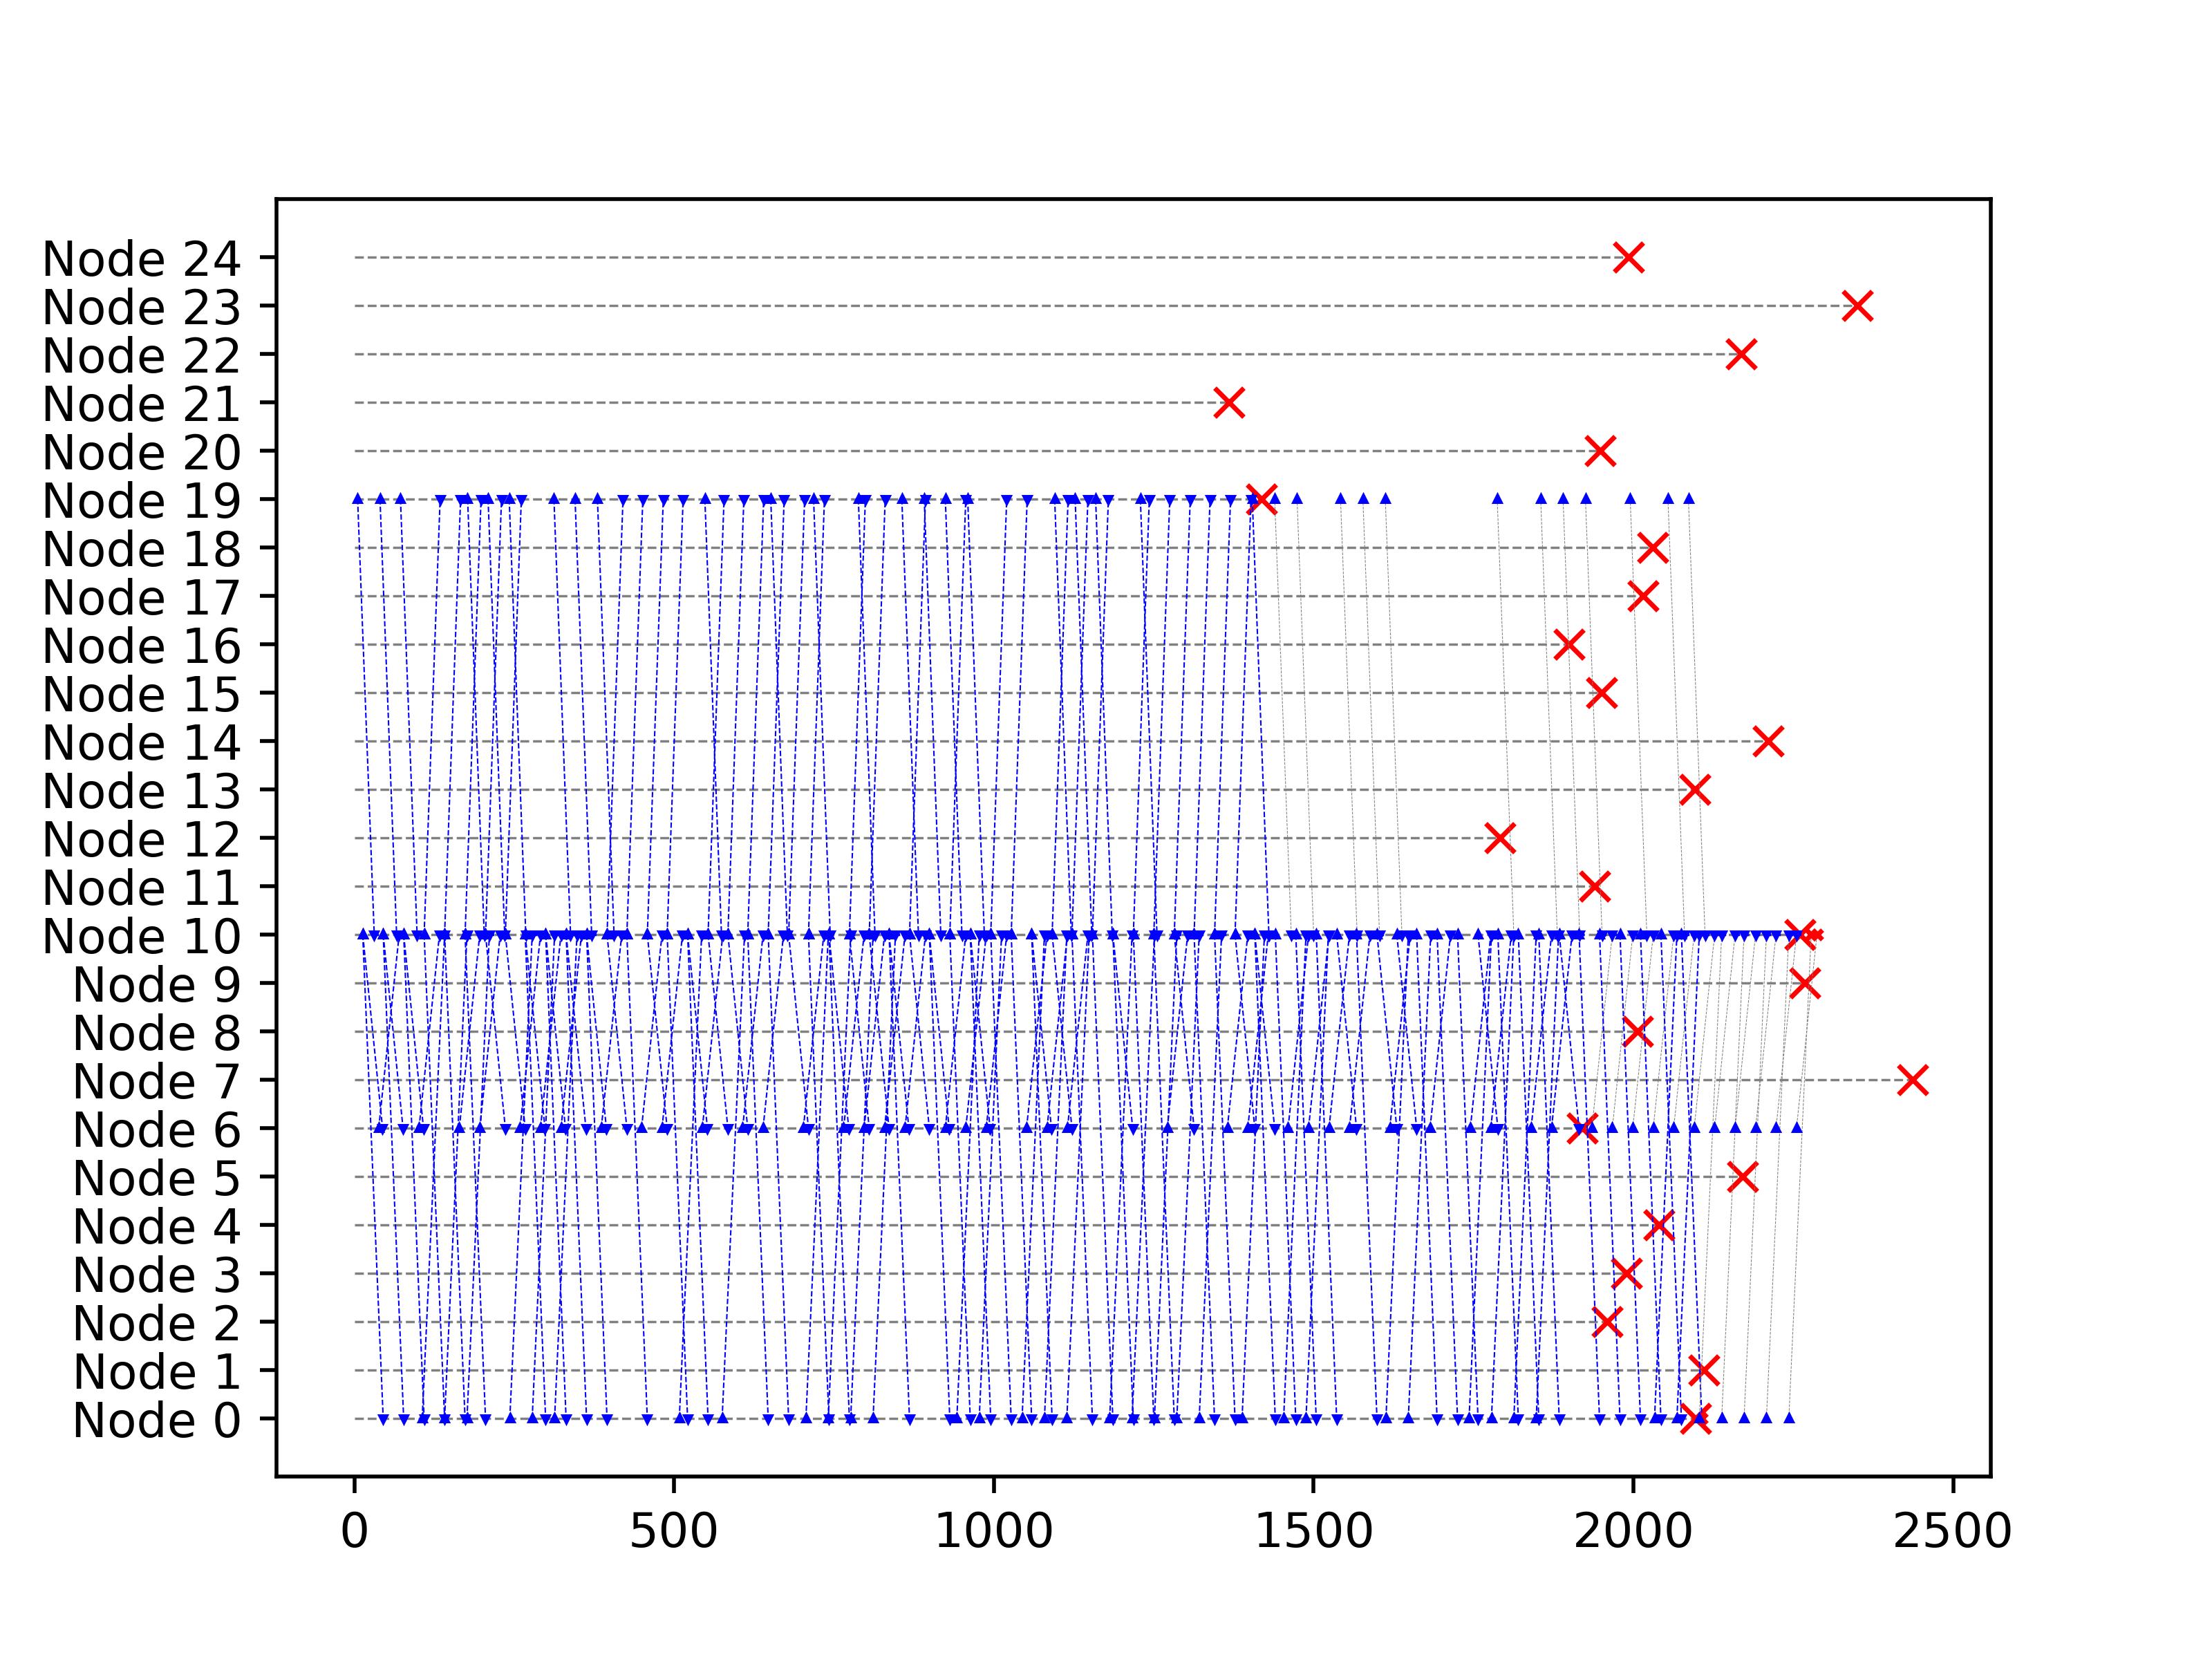 Node 24
Node 23
Node 22
Node 21
Node 20
Node 19
Node 18
Node 17
Node 16
Node 15
Node 14
Node 13
Node 12
Node 11
Node 10
Node 9
Node 8
Node 7
Node 6
Node 5
Node 4
Node 3
Node 2
Node 1
Node 0
0 500 1000 1500 2000 2500